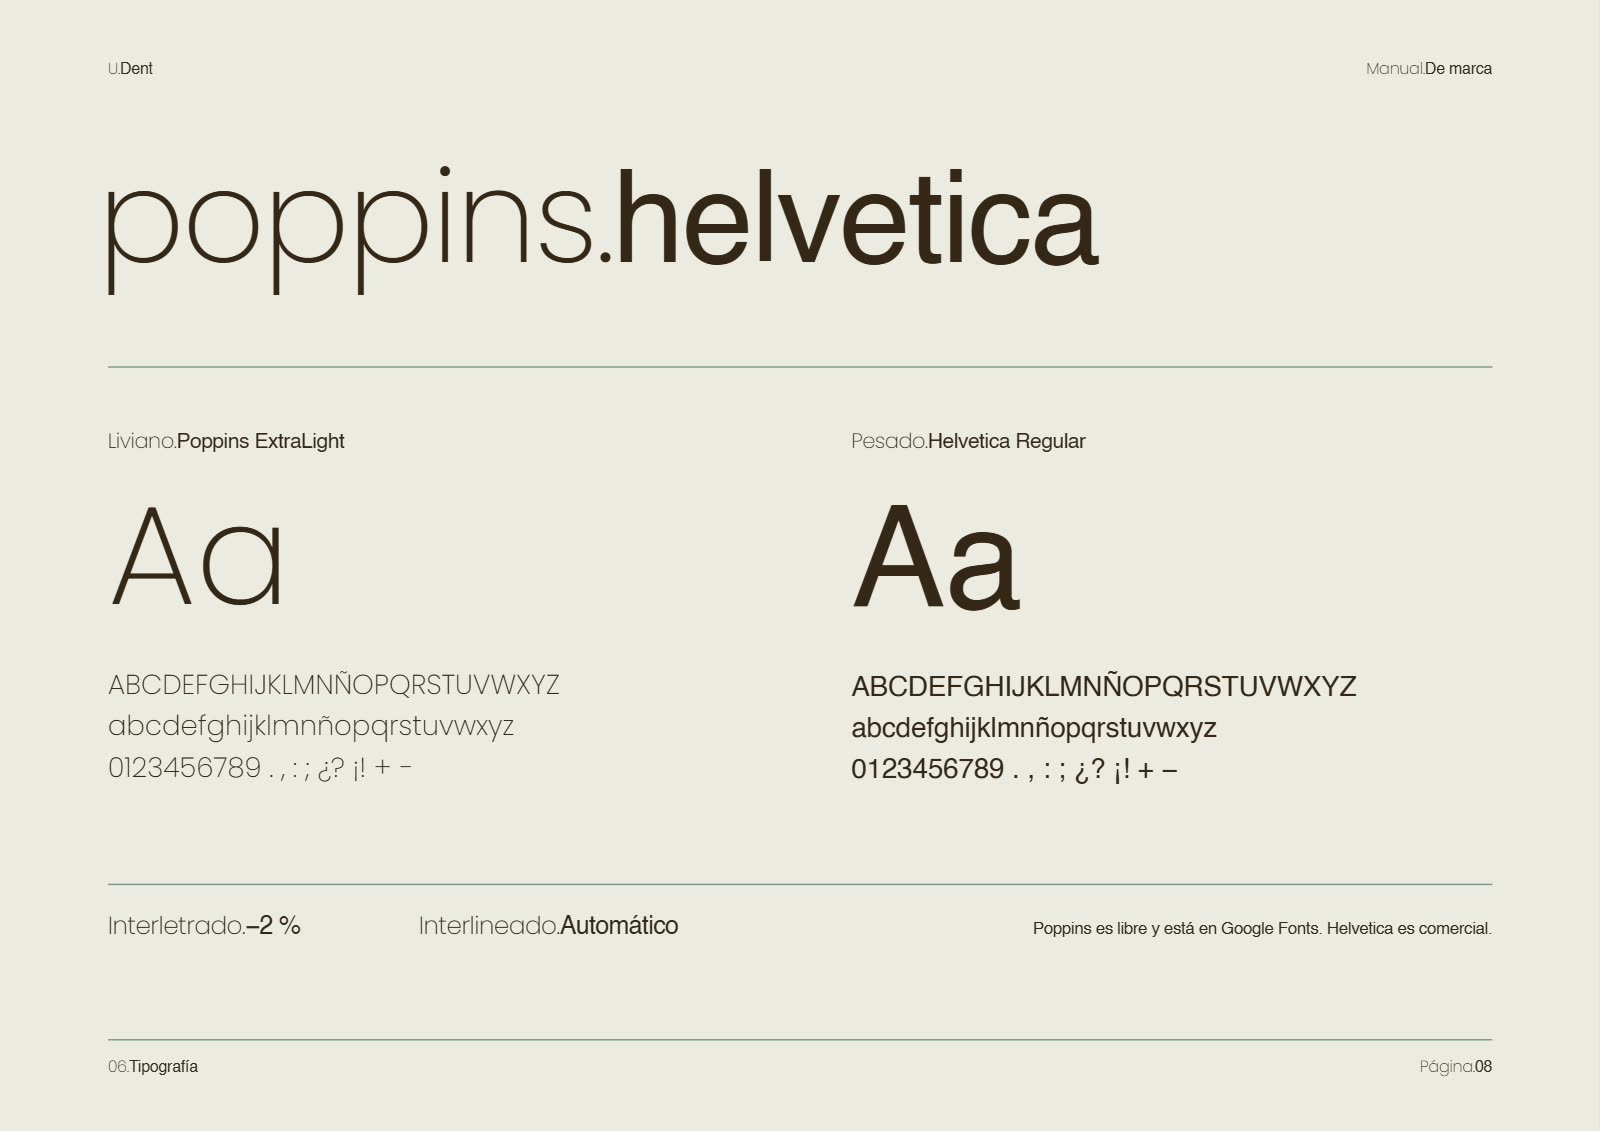 U.Dent
Manual.De marca
poppins.helvetica
Liviano.Poppins ExtraLight
Pesado.Helvetica Regular
Aa
Aa
ABCDEFGHIJKLMNÑOPQRSTUVWXYZ
abcdefghijklmnñopqrstuvwxyz
0123456789 . , : ; ¿? ¡! + −
ABCDEFGHIJKLMNÑOPQRSTUVWXYZ
abcdefghijklmnñopqrstuvwxyz
0123456789 . , : ; ¿? ¡! + −
Interletrado.−2 %
Interlineado.Automático
Poppins es libre y está en Google Fonts. Helvetica es comercial.
06.Tipografía
Página.08